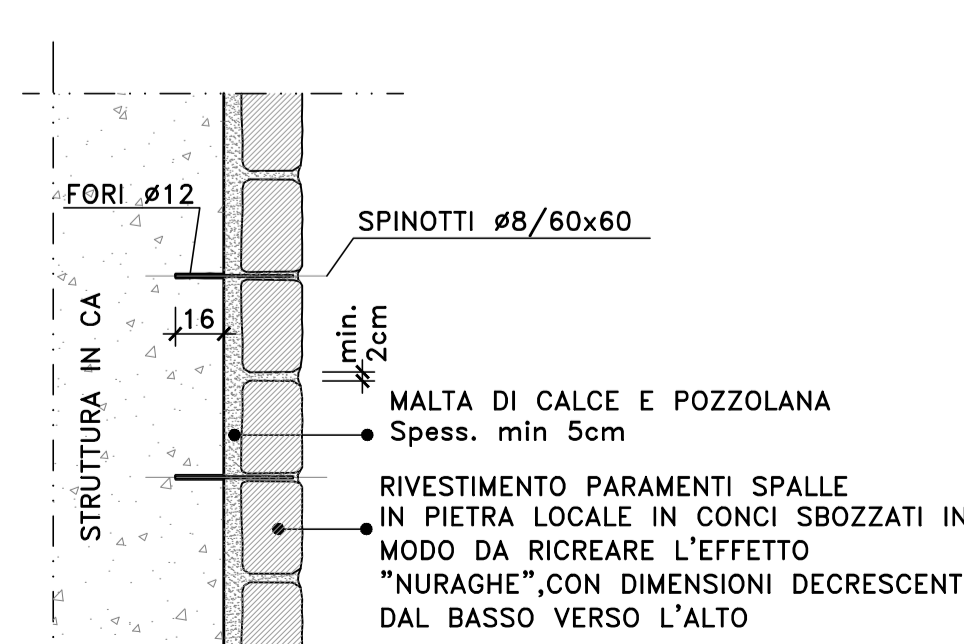 FORI ø12
SPINOTTI ø8/60x60
STRUTTURA IN CA
16
min.
2cm
MALTA DI CALCE E POZZOLANA
Spess. min 5cm
RIVESTIMENTO PARAMENTI SPALLE
IN PIETRA LOCALE IN CONCI SBOZZATI IN
MODO DA RICREARE L'EFFETTO
"NURAGHE",CON DIMENSIONI DECRESCENT
DAL BASSO VERSO L'ALTO